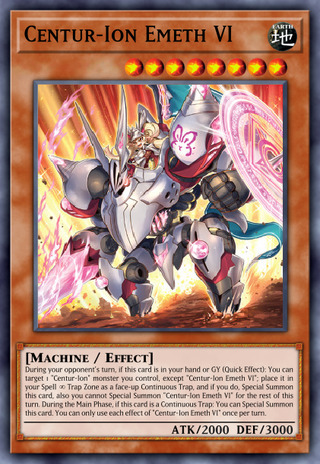 Centur-Ion Emeth VI
EARTH
地
[Machine / Effect]
During your opponent's turn, if this card is in your hand or GY (Quick Effect): You can
target 1 "Centur-Ion" monster you control, except "Centur-Ion Emeth VI"; place it in
your Spell & Trap Zone as a face-up Continuous Trap, and if you do, Special Summon
this card, also you cannot Special Summon "Centur-Ion Emeth VI" for the rest of this
turn. During the Main Phase, if this card is a Continuous Trap: You can Special Summon
this card. You can only use each effect of "Centur-Ion Emeth VI" once per turn.
ATK/2000 DEF/3000